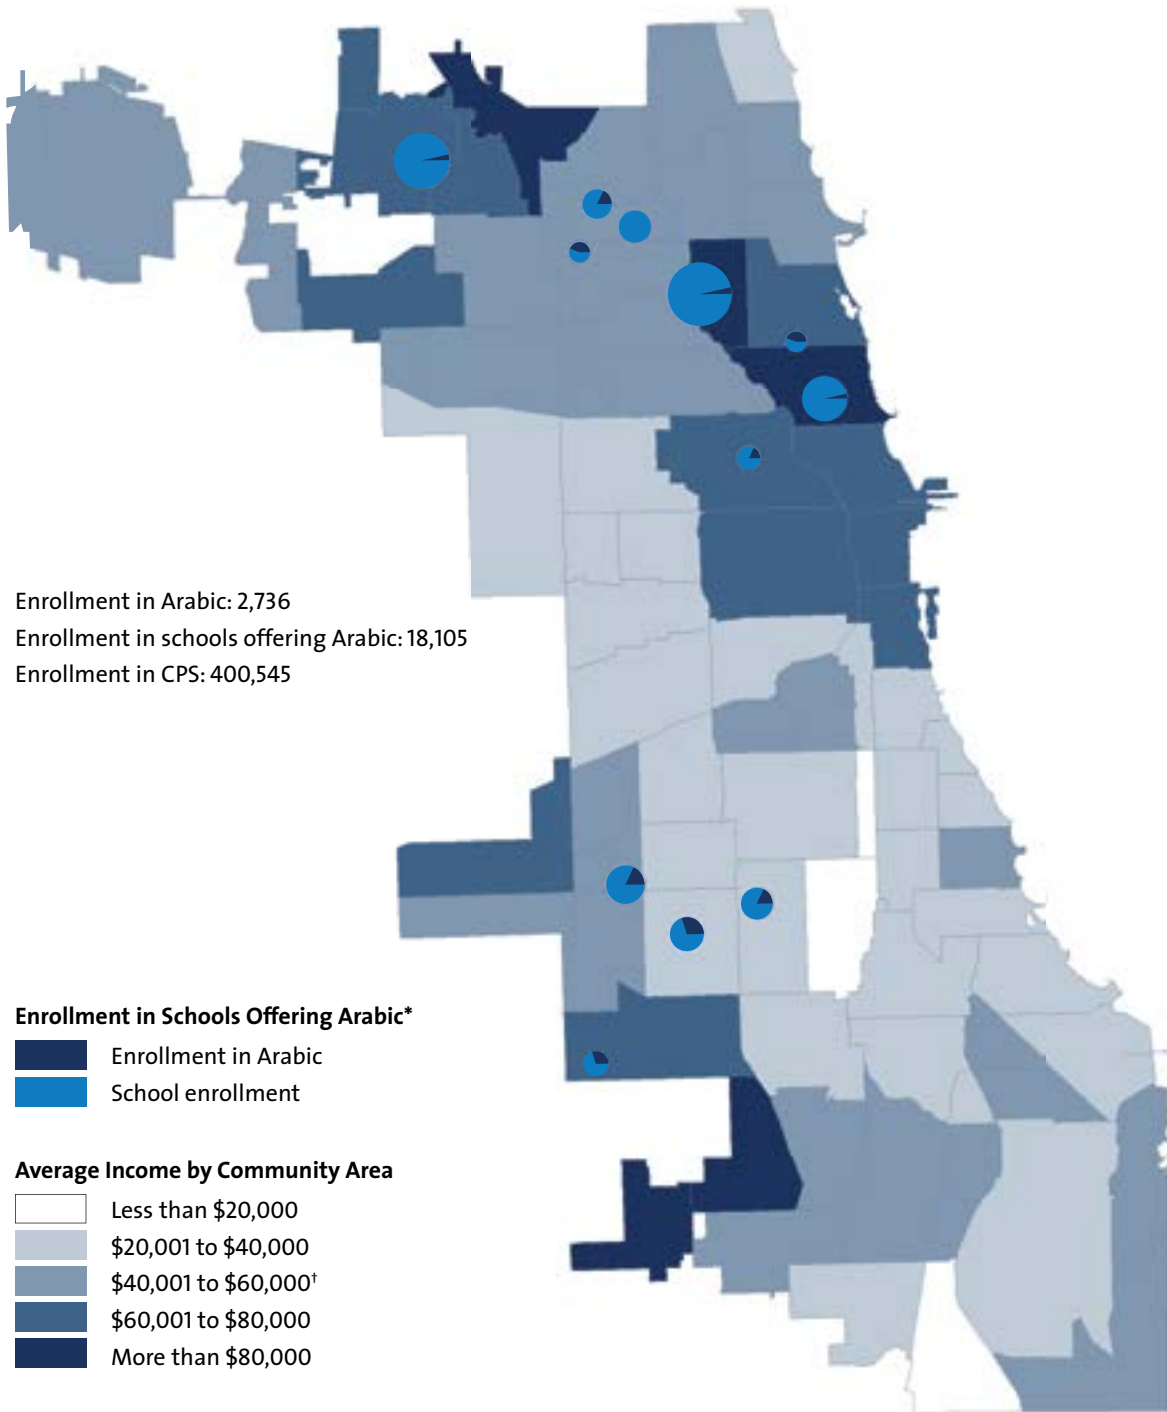 Enrollment in Arabic: 2,736
Enrollment in schools offering Arabic: 18,105
Enrollment in CPS: 400,545
Enrollment in Schools Offering Arabic*
Enrollment in Arabic
School enrollment
Average Income by Community Area
Less than $20,000
$20,001 to $40,000
$40,001 to $60,000†
$60,001 to $80,000
More than $80,000